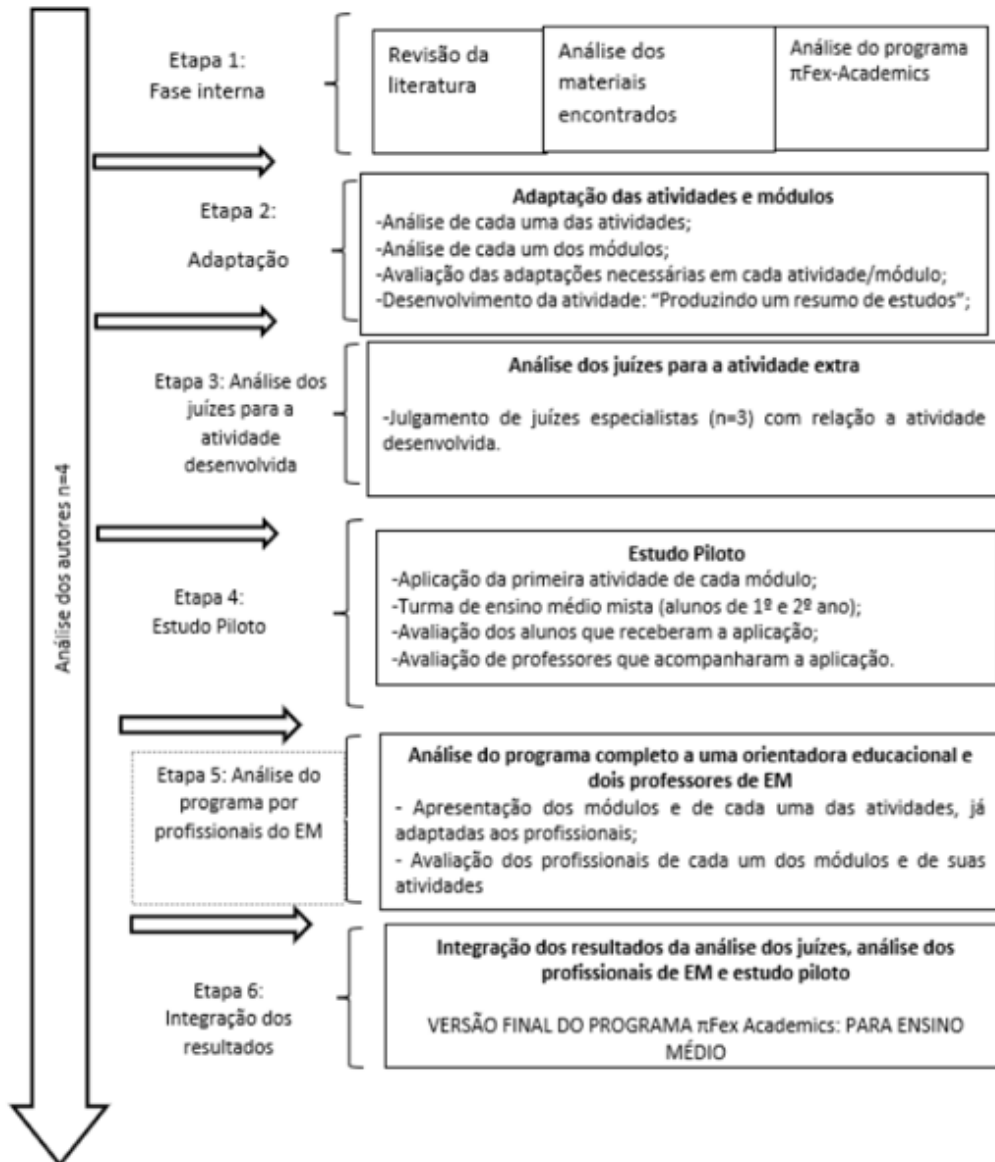 Análise dos autores n=4
Etapa 1:
Fase interna
Revisão da
literatura
Análise dos
materiais
encontrados
Análise do programa
πFex-Academics
Etapa 2:
Adaptação
Adaptação das atividades e módulos
-Análise de cada uma das atividades;
-Análise de cada um dos módulos;
-Avaliação das adaptações necessárias em cada atividade/módulo;
-Desenvolvimento da atividade: “Produzindo um resumo de estudos”;
Etapa 3: Análise dos
juízes para a
atividade
desenvolvida
Análise dos juízes para a atividade extra
-Julgamento de juízes especialistas (n=3) com relação a atividade
desenvolvida.
Etapa 4:
Estudo Piloto
Estudo Piloto
-Aplicação da primeira atividade de cada módulo;
-Turma de ensino médio mista (alunos de 1º e 2º ano);
-Avaliação dos alunos que receberam a aplicação;
-Avaliação de professores que acompanharam a aplicação.
Etapa 5: Análise do
programa por
profissionais do EM
Análise do programa completo a uma orientadora educacional e
dois professores de EM
- Apresentação dos módulos e de cada uma das atividades, já
adaptadas aos profissionais;
- Avaliação dos profissionais de cada um dos módulos e de suas
atividades
Etapa 6:
Integração dos
resultados
Integração dos resultados da análise dos juízes, análise dos
profissionais de EM e estudo piloto
VERSÃO FINAL DO PROGRAMA πFex Academics: PARA ENSINO
MÉDIO